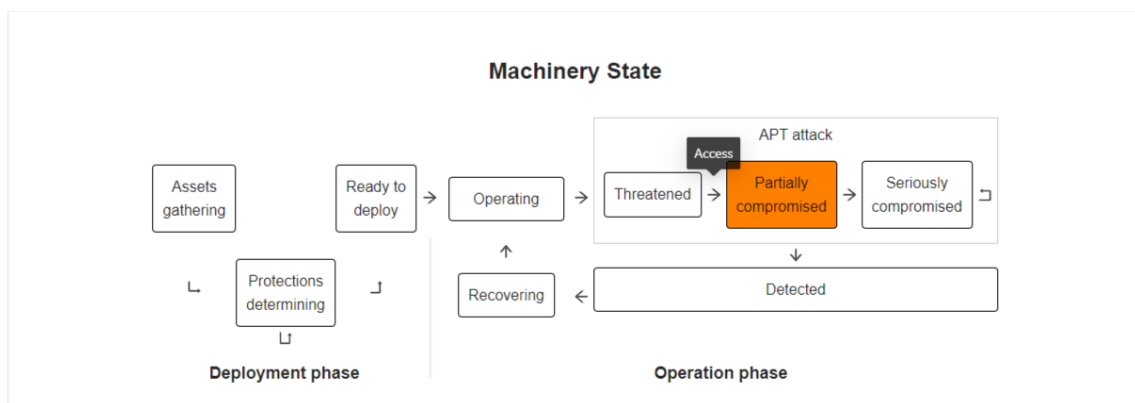 Machinery State
APT attack
Access
Assets
gathering
Ready to
deploy
Operating
Threatened
Partially
compromised
Seriously
compromised
Protections
determining
Recovering
Detected
Deployment phase
Operation phase